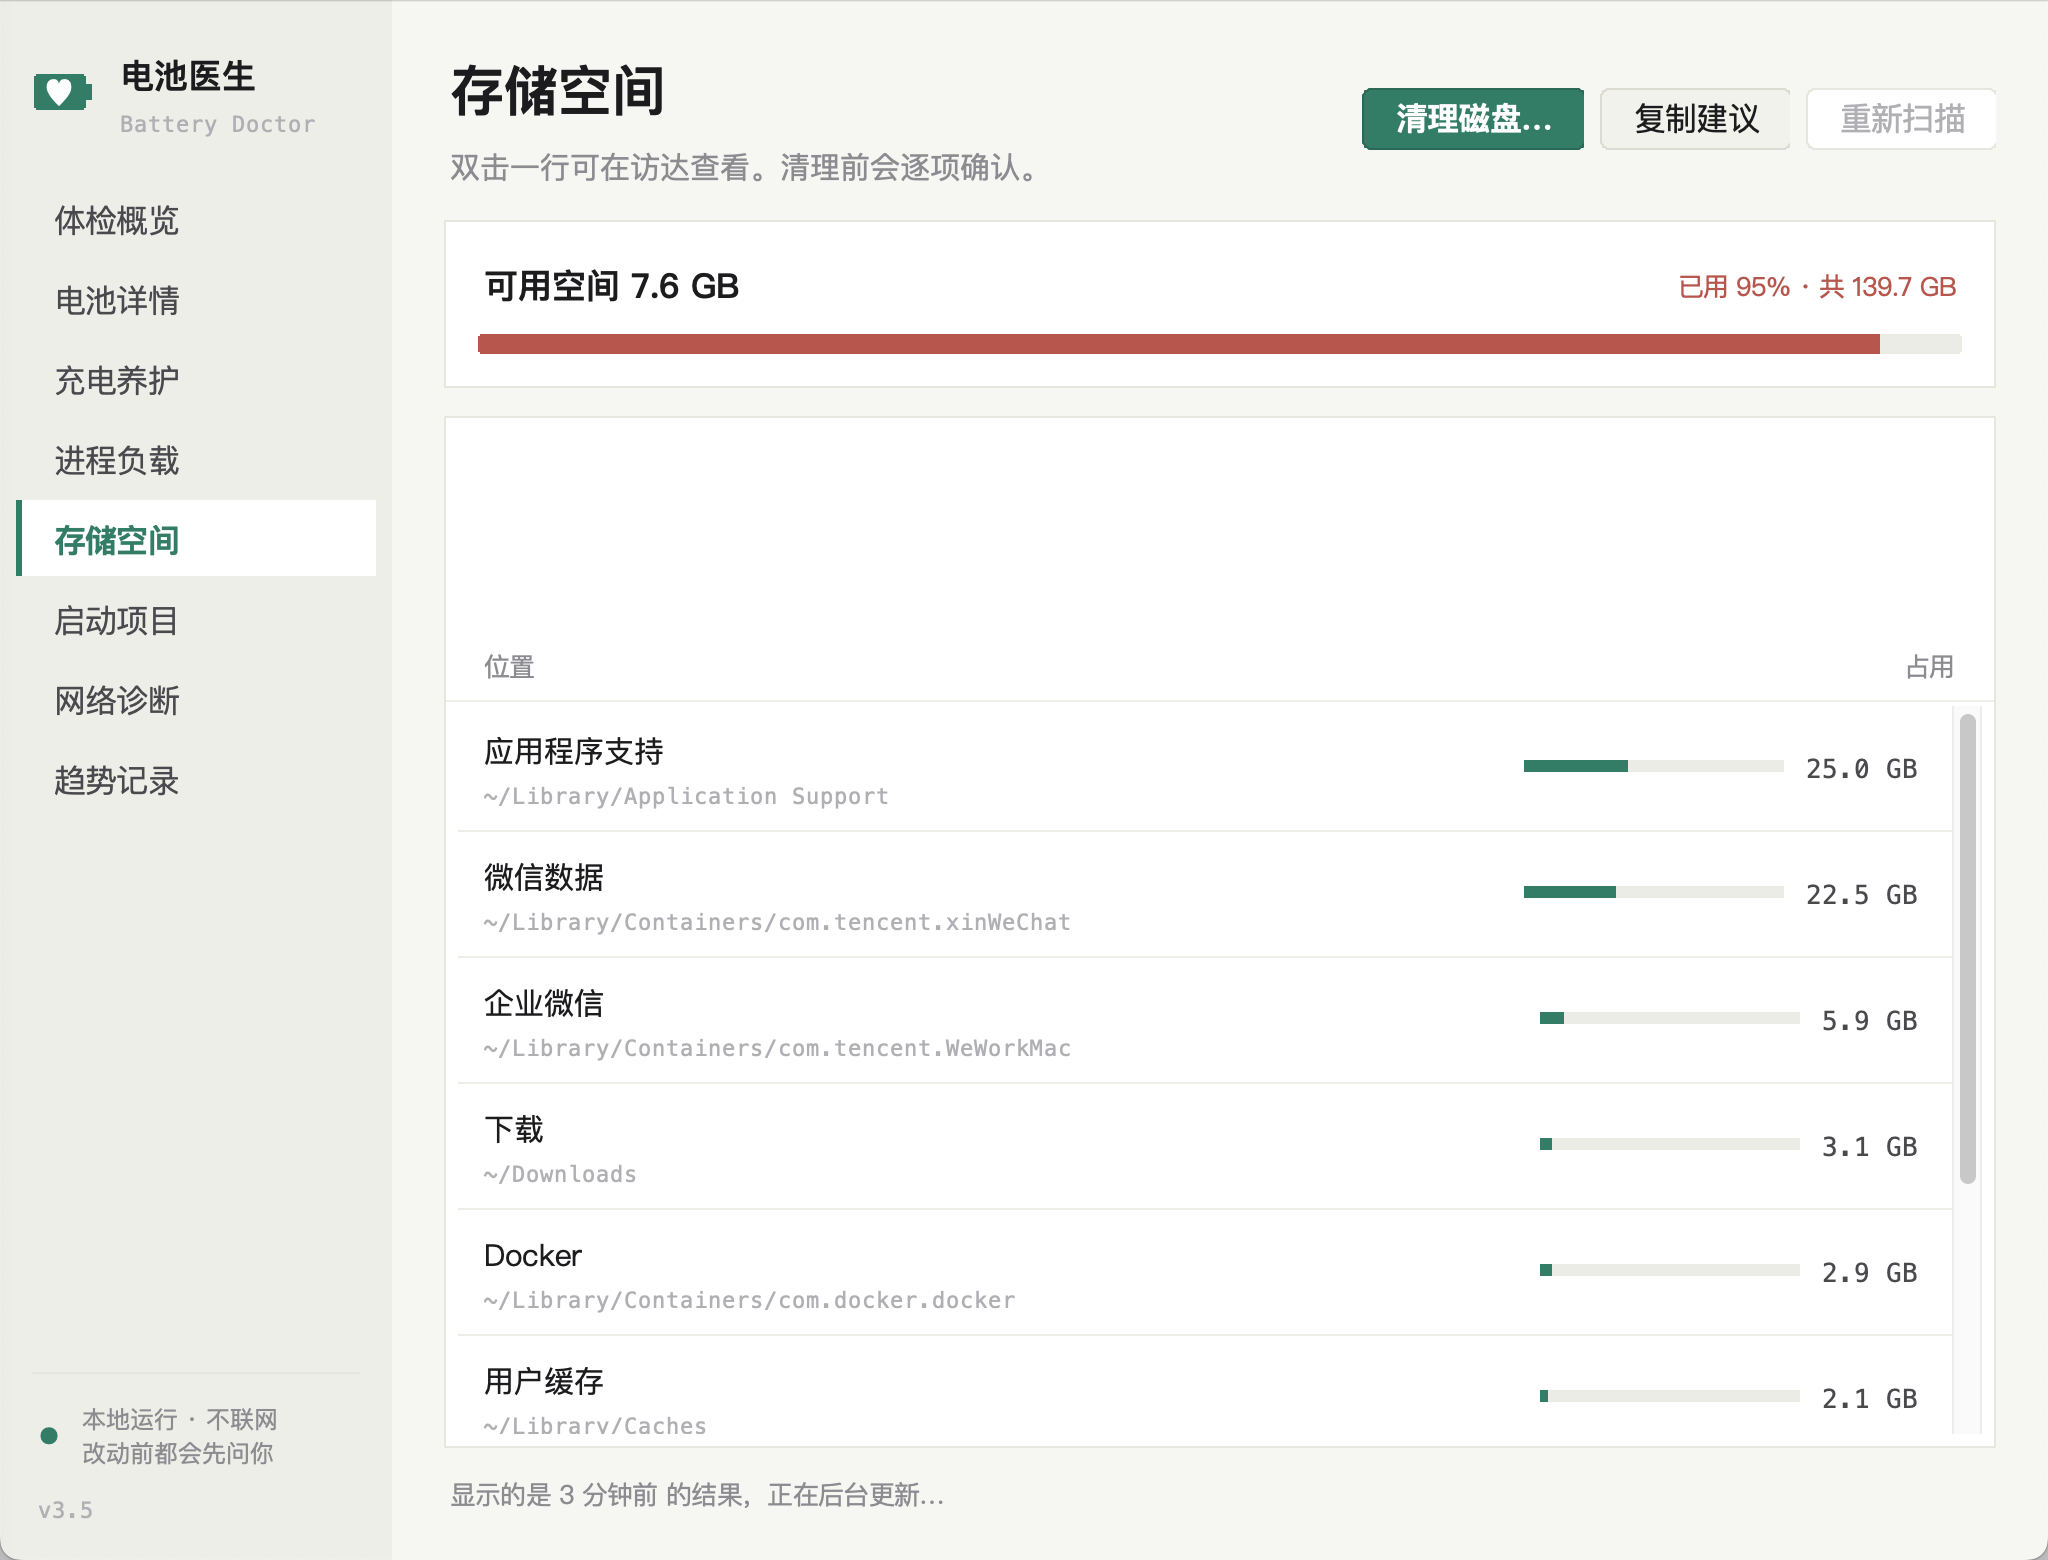 电池医生
Battery Doctor
体检概览
电池详情
充电养护
进程负载
存储空间
启动项目
网络诊断
趋势记录
本地运行 · 不联网
改动前都会先问你
v3.5
存储空间
双击一行可在访达查看。清理前会逐项确认。
清理磁盘...
复制建议
重新扫描
可用空间 7.6 GB
已用 95% · 共 139.7 GB
位置
占用
应用程序支持
~/Library/Application Support
25.0 GB
微信数据
~/Library/Containers/com.tencent.xinWeChat
22.5 GB
企业微信
~/Library/Containers/com.tencent.WeWorkMac
5.9 GB
下载
~/Downloads
3.1 GB
Docker
~/Library/Containers/com.docker.docker
2.9 GB
用户缓存
~/Library/Caches
2.1 GB
显示的是 3 分钟前 的结果，正在后台更新...